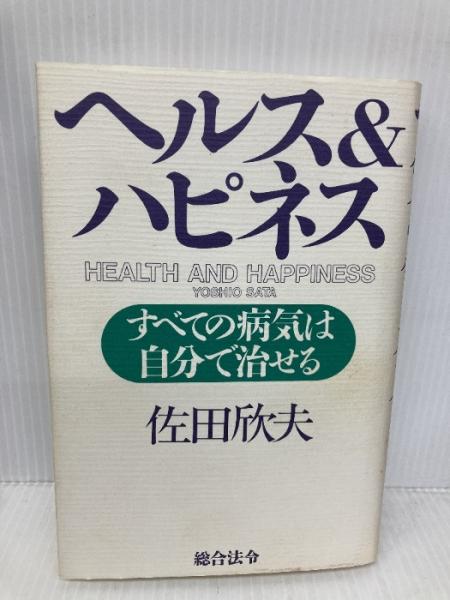 ヘルス&
ハピネス
HEALTH AND HAPPINESS
YOSHIO SATA
すべての病気は
自分で治せる
佐田欣夫
総合法令